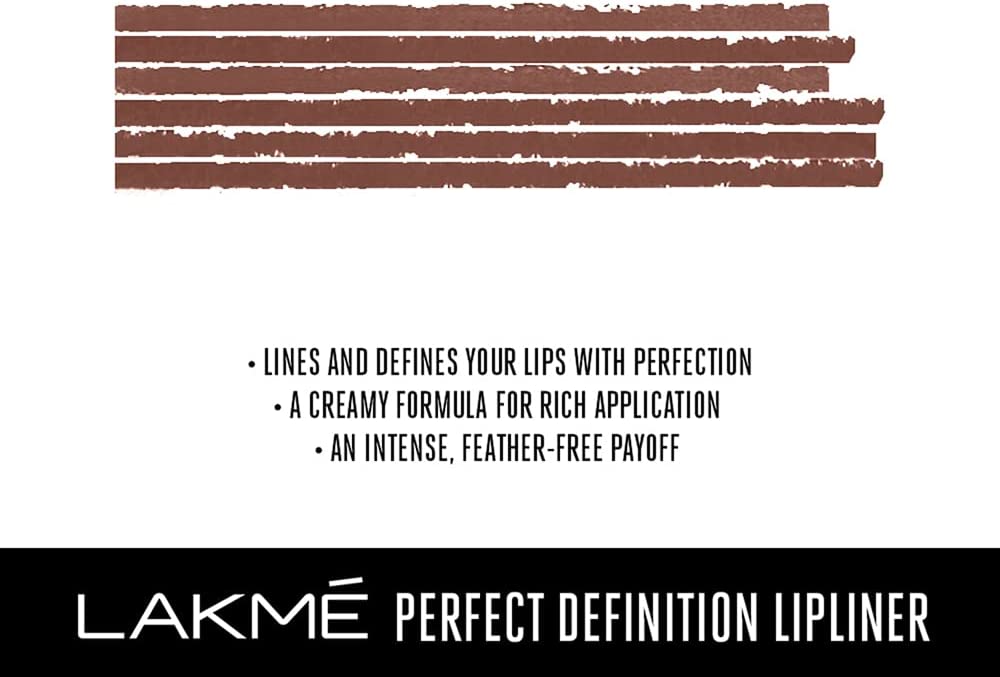 • LINES AND DEFINES YOUR LIPS WITH PERFECTION
• A CREAMY FORMULA FOR RICH APPLICATION
• AN INTENSE, FEATHER-FREE PAYOFF
LAKMÉ PERFECT DEFINITION LIPLINER